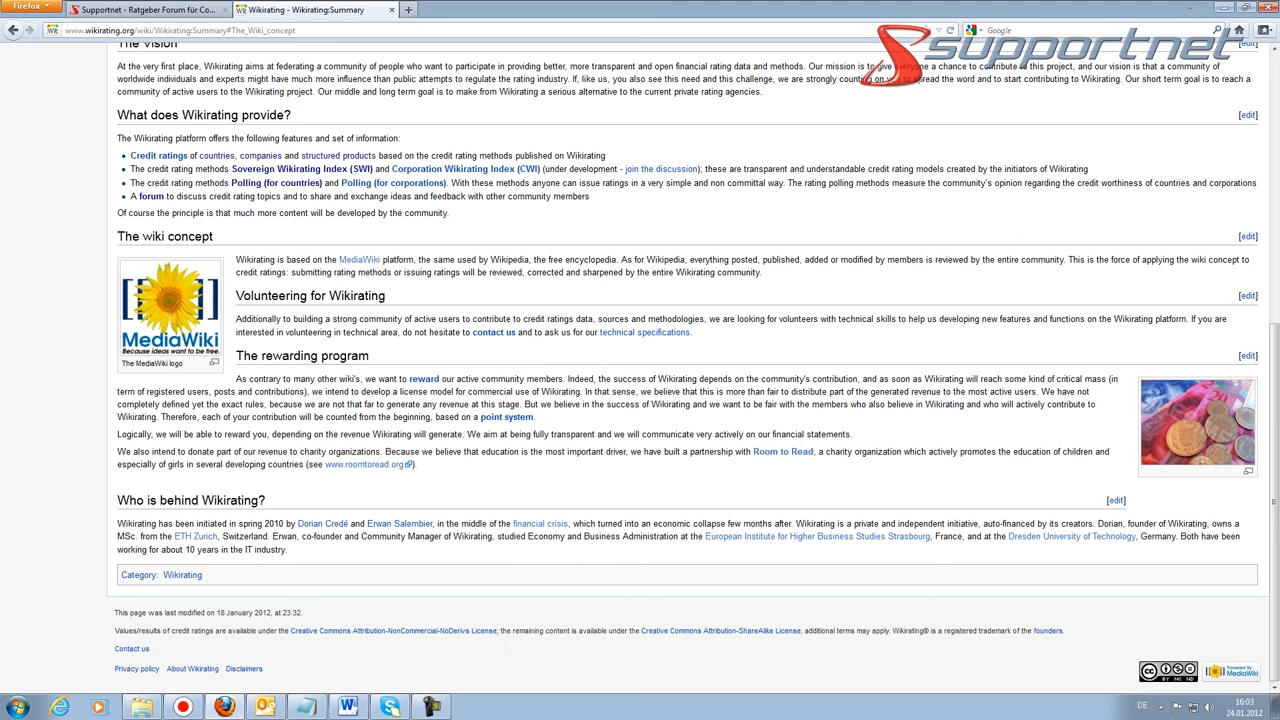 Firefox
Supportnet - Ratgeber Forum für Co...
Wikirating - Wikirating:Summary
www.wikirating.org/wiki/Wikirating:Summary#The_Wiki_concept
Google
supportnet
The Vision
[edit]
At the very first place, Wikirating aims at federating a community of people who want to participate in providing better, more transparent and open financial rating data and methods. Our mission is to give everyone a chance to contribute to this project, and our vision is that a community of
worldwide individuals and experts might have much more influence than public attempts to regulate the rating industry. If, like us, you also see this need and this challenge, we are strongly counting on you to spread the word and to start contributing to Wikirating. Our short term goal is to reach a
community of active users to the Wikirating project. Our middle and long term goal is to make from Wikirating a serious alternative to the current private rating agencies.
What does Wikirating provide?
[edit]
The Wikirating platform offers the following features and set of information:
Credit ratings of countries, companies and structured products based on the credit rating methods published on Wikirating
The credit rating methods Sovereign Wikirating Index (SWI) and Corporation Wikirating Index (CWI) (under development - join the discussion); these are transparent and understandable credit rating models created by the initiators of Wikirating
The credit rating methods Polling (for countries) and Polling (for corporations). With these methods anyone can issue ratings in a very simple and non committal way. The rating polling methods measure the community's opinion regarding the credit worthiness of countries and corporations
A forum to discuss credit rating topics and to share and exchange ideas and feedback with other community members
Of course the principle is that much more content will be developed by the community.
The wiki concept
[edit]
Wikirating is based on the MediaWiki platform, the same used by Wikipedia, the free encyclopedia. As for Wikipedia, everything posted, published, added or modified by members is reviewed by the entire community. This is the force of applying the wiki concept to
credit ratings: submitting rating methods or issuing ratings will be reviewed, corrected and sharpened by the entire Wikirating community.
MediaWiki
Because ideas want to be free.
The MediaWiki logo
Volunteering for Wikirating
[edit]
Additionally to building a strong community of active users to contribute to credit ratings data, sources and methodologies, we are looking for volunteers with technical skills to help us developing new features and functions on the Wikirating platform. If you are
interested in volunteering in technical area, do not hesitate to contact us and to ask us for our technical specifications.
The rewarding program
[edit]
As contrary to many other wiki's, we want to reward our active community members. Indeed, the success of Wikirating depends on the community's contribution, and as soon as Wikirating will reach some kind of critical mass (in
term of registered users, posts and contributions), we intend to develop a license model for commercial use of Wikirating. In that sense, we believe that this is more than fair to distribute part of the generated revenue to the most active users. We have not
completely defined yet the exact rules, because we are not that far to generate any revenue at this stage. But we believe in the success of Wikirating and we want to be fair with the members who also believe in Wikirating and who will actively contribute to
Wikirating. Therefore, each of your contribution will be counted from the beginning, based on a point system.
Logically, we will be able to reward you, depending on the revenue Wikirating will generate. We aim at being fully transparent and we will communicate very actively on our financial statements.
We also intend to donate part of our revenue to charity organizations. Because we believe that education is the most important driver, we have built a partnership with Room to Read, a charity organization which actively promotes the education of children and
especially of girls in several developing countries (see www.roomtoread.org).
Who is behind Wikirating?
[edit]
Wikirating has been initiated in spring 2010 by Dorian Credé and Erwan Salembier, in the middle of the financial crisis, which turned into an economic collapse few months after. Wikirating is a private and independent initiative, auto-financed by its creators. Dorian, founder of Wikirating, owns a
MSc. from the ETH Zurich, Switzerland. Erwan, co-founder and Community Manager of Wikirating, studied Economy and Business Administration at the European Institute for Higher Business Studies Strasbourg, France, and at the Dresden University of Technology, Germany. Both have been
working for about 10 years in the IT industry.
Category: Wikirating
This page was last modified on 18 January 2012, at 23:32.
Values/results of credit ratings are available under the Creative Commons Attribution-NonCommercial-NoDerivs License; the remaining content is available under the Creative Commons Attribution-ShareAlike License; additional terms may apply. Wikirating® is a registered trademark of the founders.
Contact us
Privacy policy About Wikirating Disclaimers
BY NC ND
Powered By MediaWiki
DE
16:03
24.01.2012